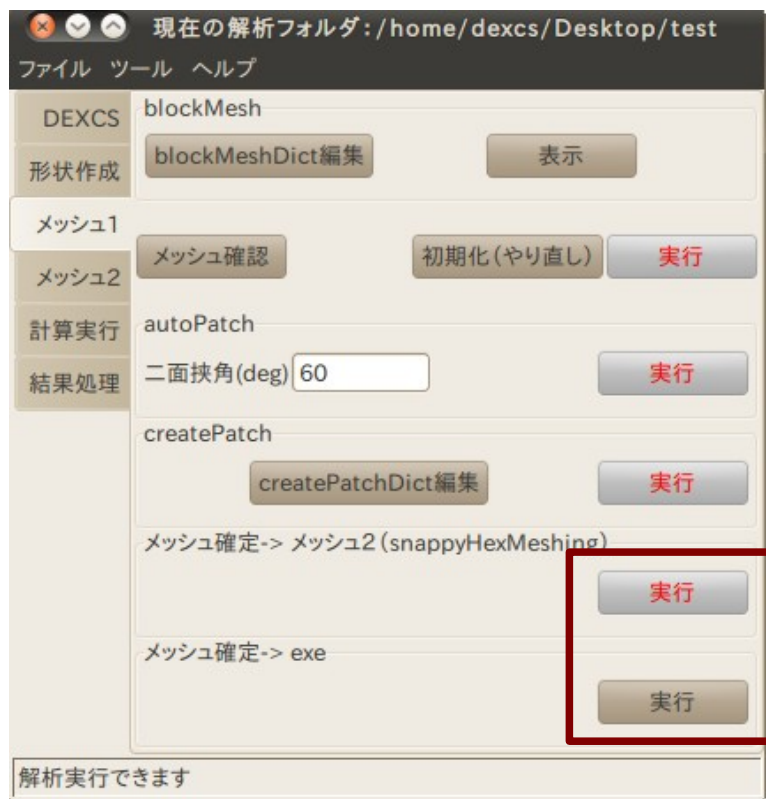 現在の解析フォルダ:/home/dexcs/Desktop/test
ファイル ツール ヘルプ
DEXCS
形状作成
メッシュ1
メッシュ2
計算実行
結果処理
blockMesh
blockMeshDict編集 表示
メッシュ確認 初期化(やり直し) 実行
autoPatch
二面挟角(deg) 60 実行
createPatch
createPatchDict編集 実行
メッシュ確定-> メッシュ2(snappyHexMeshing)
実行
メッシュ確定-> exe
実行
解析実行できます